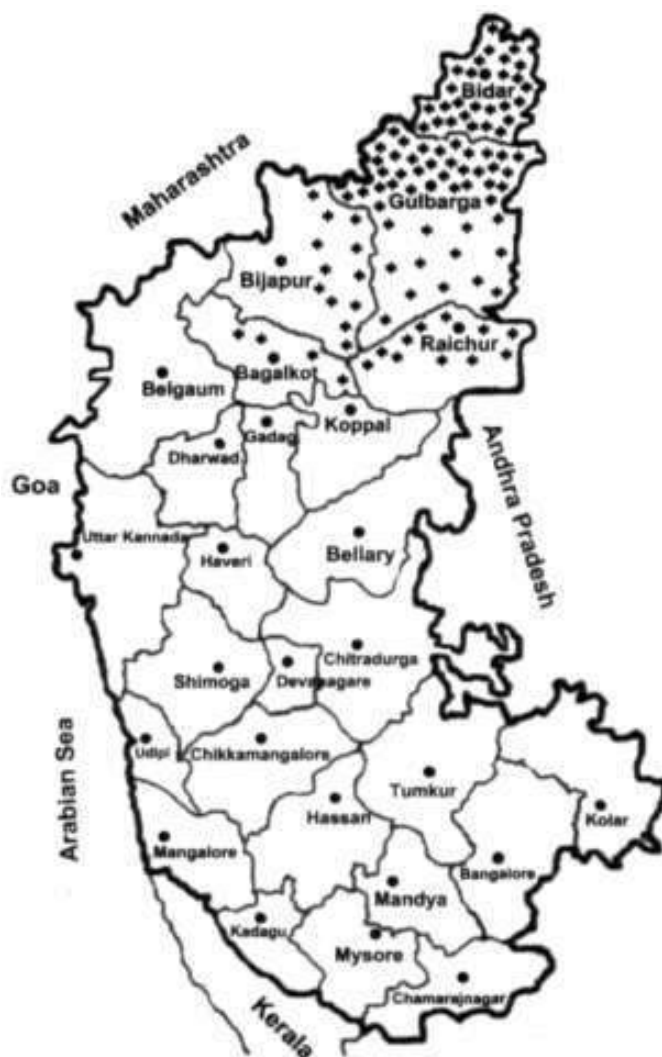 Bidar
Maharashtra
Gulbarga
Bijapur
Raichur
Bagalkot
Belgaum
Koppal
Gadag
Dharwad
Goa
Andhra Pradesh
Uttar Kannada
Haveri
Bellary
Chitradurga
Shimoga
Devanagare
Arabian Sea
Udipi
Chikkamangalore
Tumkur
Hassan
Kolar
Mangalore
Bangalore
Mandya
Kadagu
Mysore
Chamarajnagar
Kerala